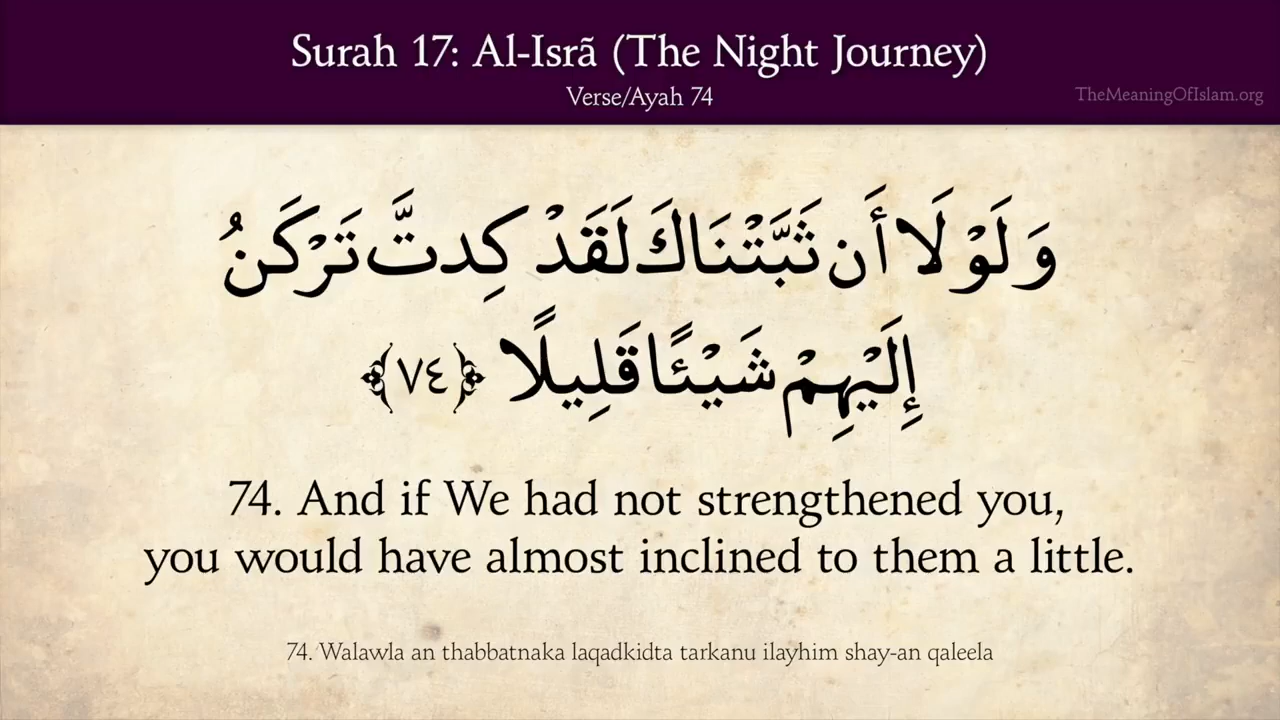 Surah 17: Al-Isrã (The Night Journey)
Verse/Ayah 74
TheMeaningOfIslam.org
وَلَوْلَا أَن ثَبَّتْنَاكَ لَقَدْ كِدتَّ تَرْكَنُ
إِلَيْهِمْ شَيْئًا قَلِيلًا ﴿٧٤﴾
74. And if We had not strengthened you,
you would have almost inclined to them a little.
74. Walawla an thabbatnaka laqadkidta tarkanu ilayhim shay-an qaleela